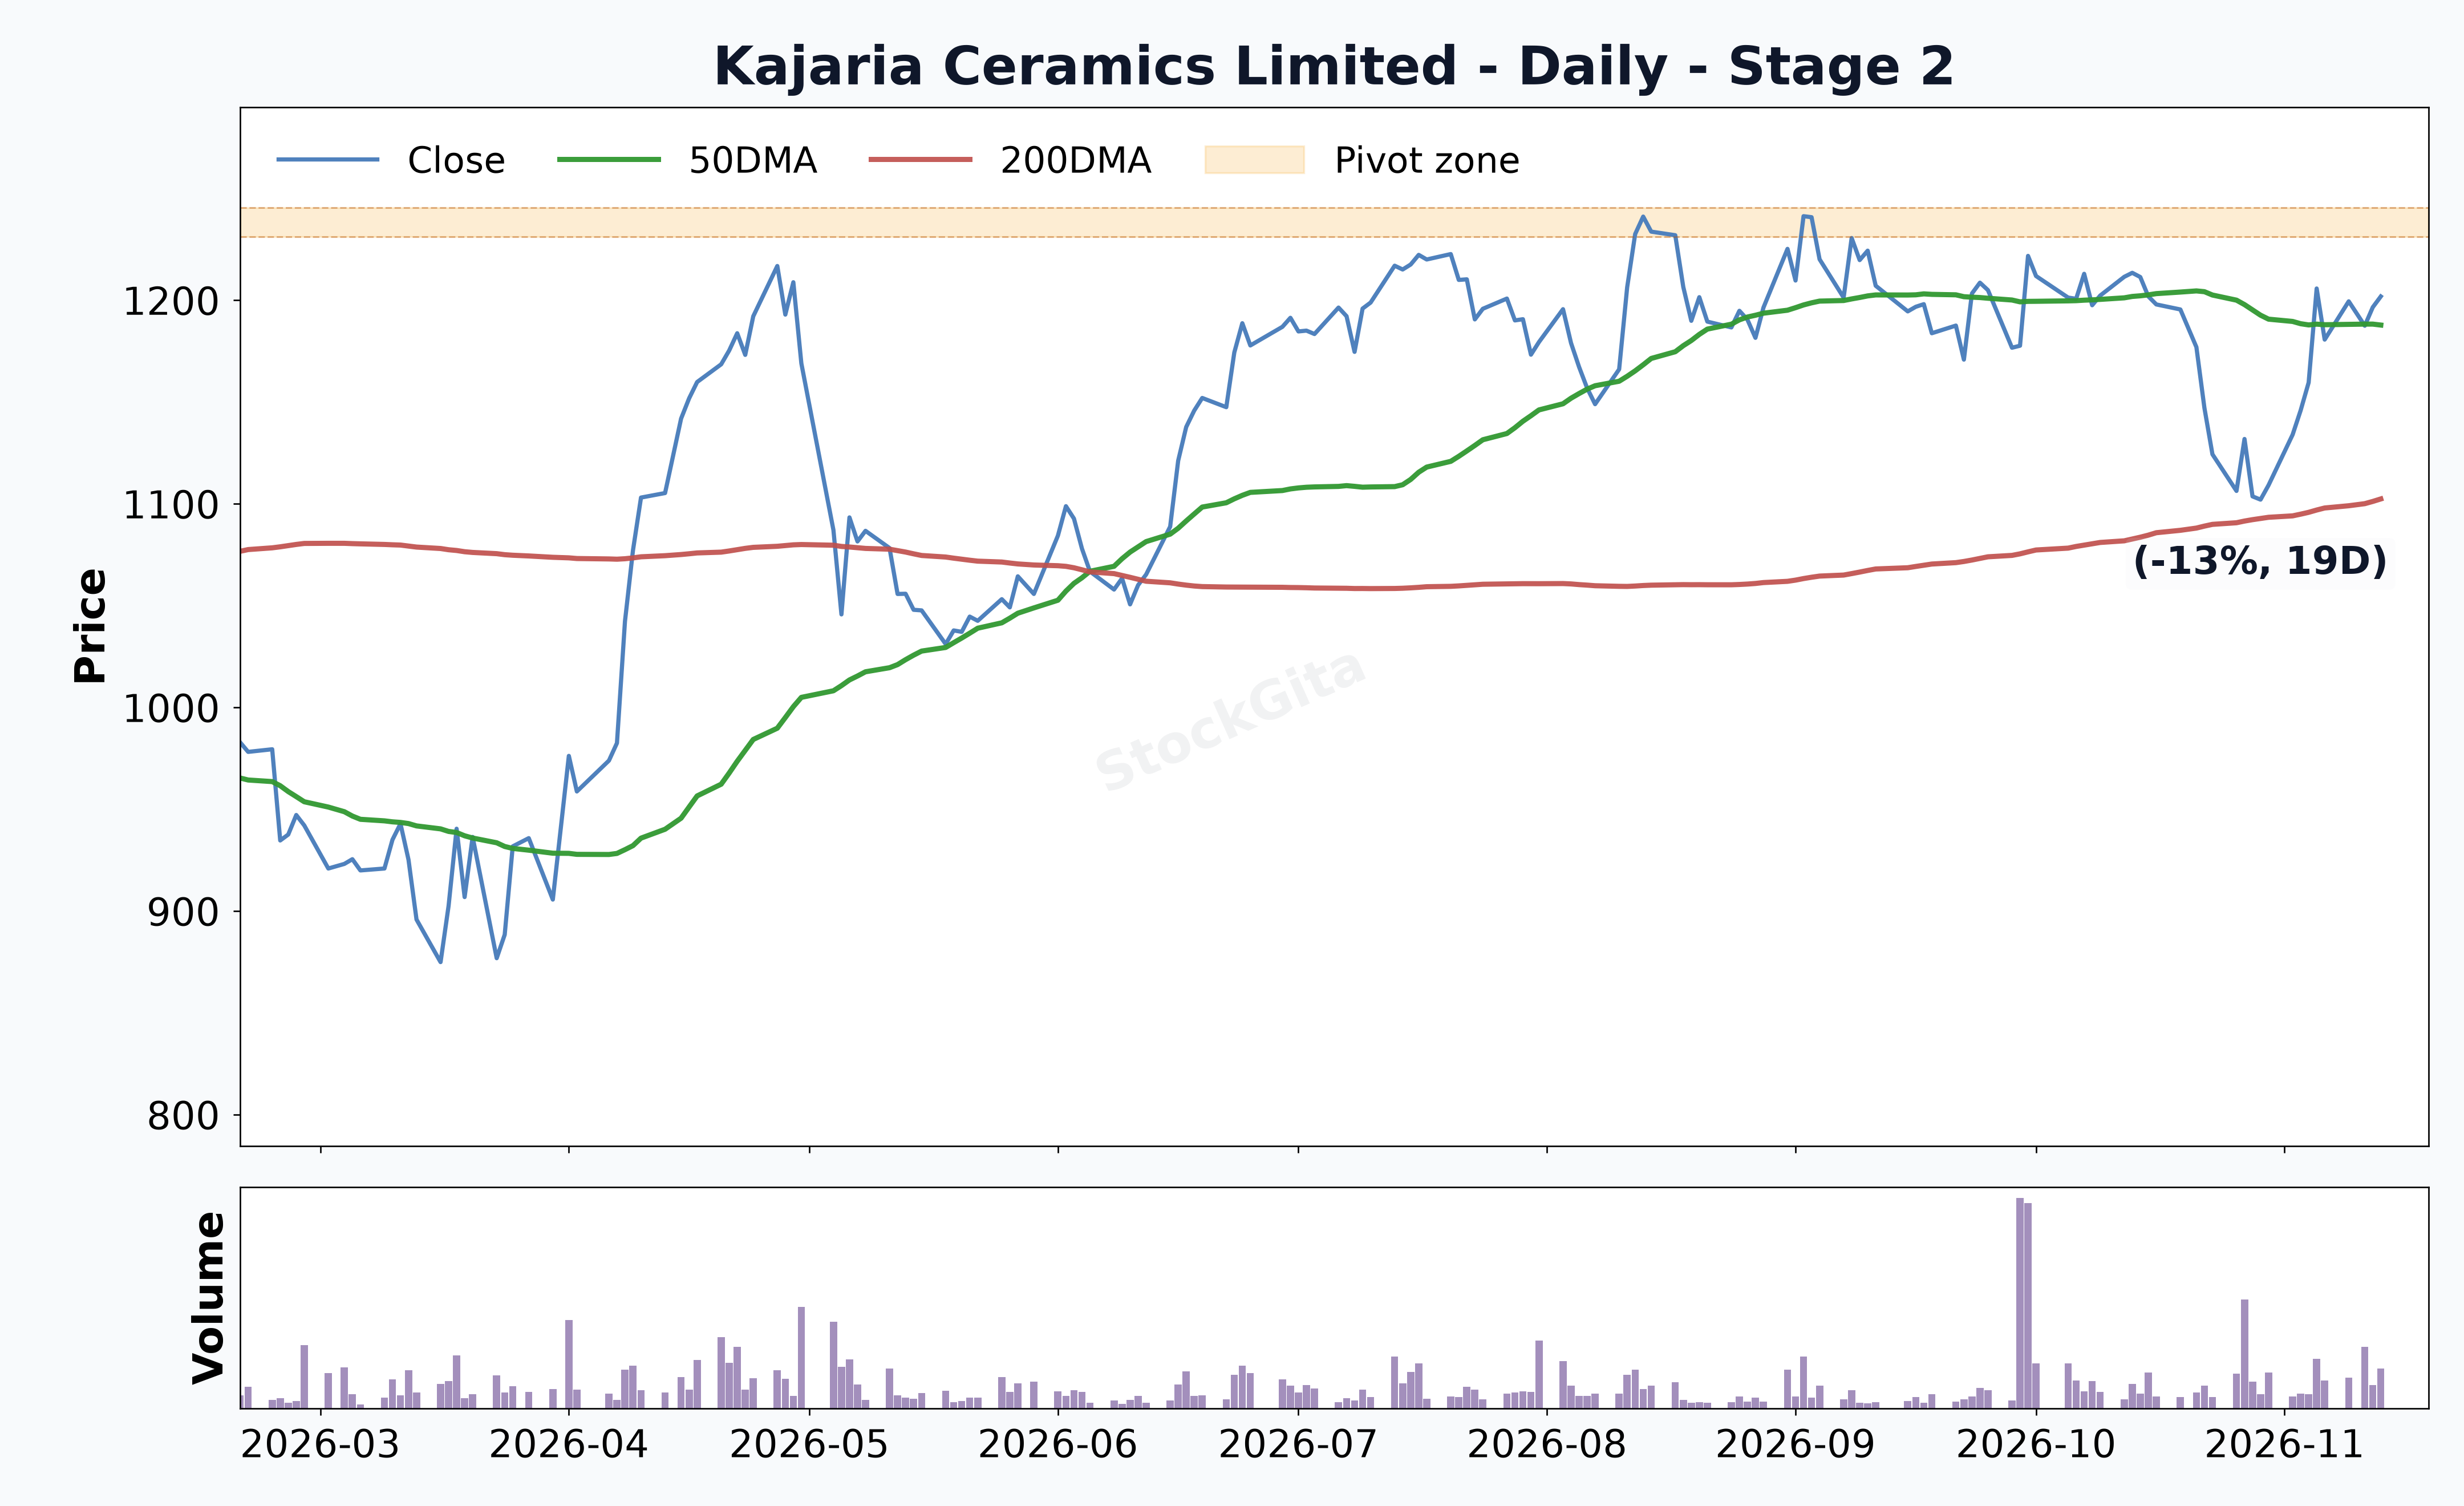 Kajaria Ceramics Limited - Daily - Stage 2
Close 50DMA 200DMA Pivot zone
Price
1200
1100
1000
900
800
(-13%, 19D)
StockGita
Volume
2026-03 2026-04 2026-05 2026-06 2026-07 2026-08 2026-09 2026-10 2026-11